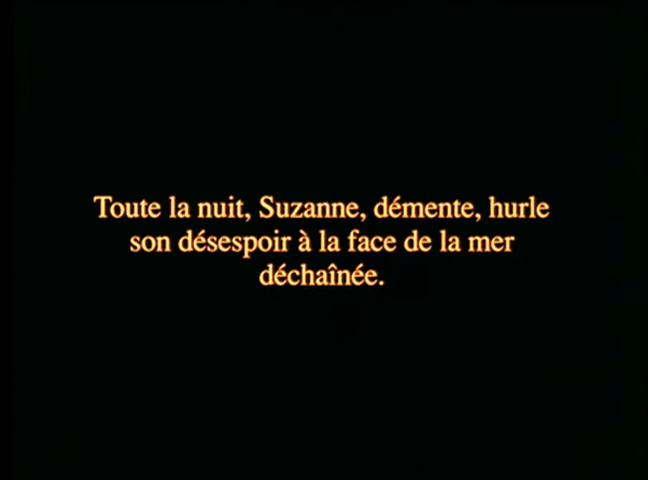 Toute la nuit, Suzanne, démente, hurle
son désespoir à la face de la mer
déchaînée.